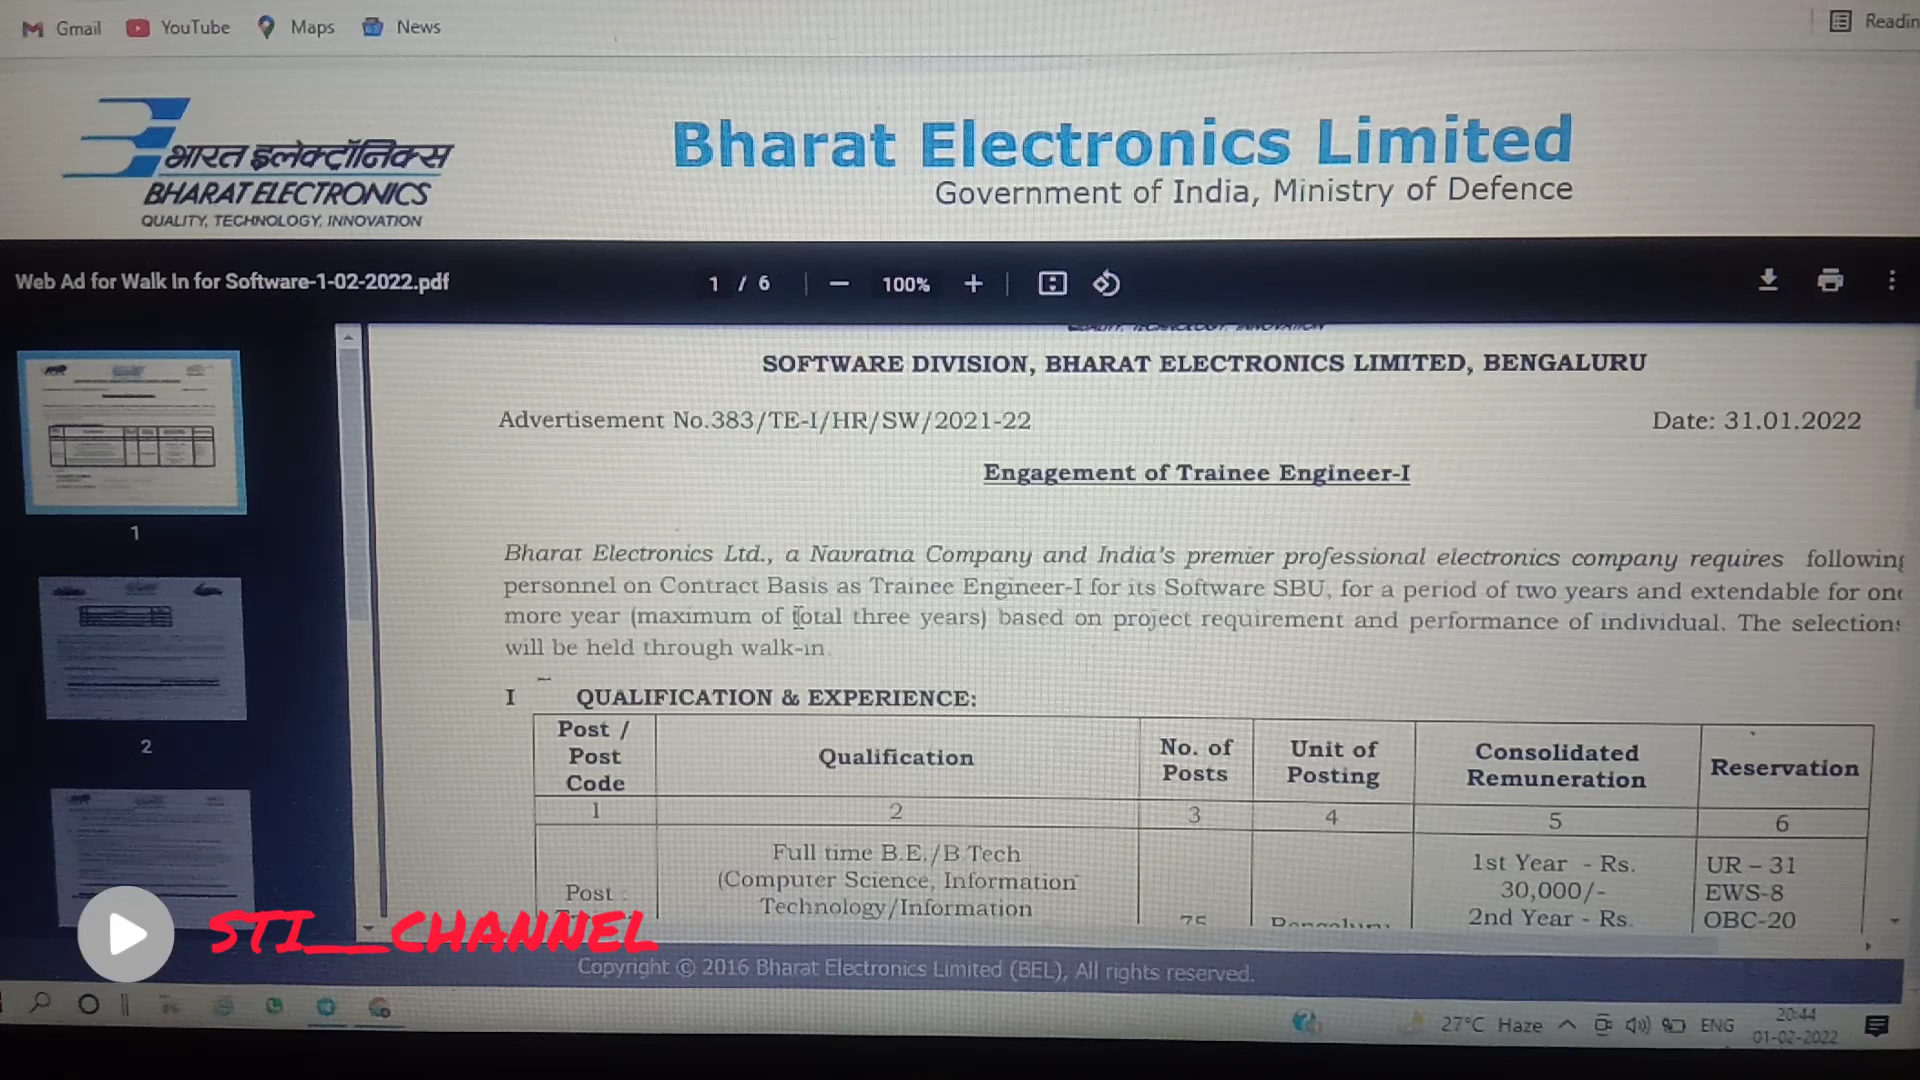 Gmail YouTube Maps News Readin
भारत इलेक्ट्रॉनिक्स
BHARAT ELECTRONICS
QUALITY, TECHNOLOGY, INNOVATION
Bharat Electronics Limited
Government of India, Ministry of Defence
Web Ad for Walk In for Software-1-02-2022.pdf 1 / 6 100%
SOFTWARE DIVISION, BHARAT ELECTRONICS LIMITED, BENGALURU
Advertisement No.383/TE-I/HR/SW/2021-22 Date: 31.01.2022
Engagement of Trainee Engineer-I
Bharat Electronics Ltd., a Navratna Company and India's premier professional electronics company requires following
personnel on Contract Basis as Trainee Engineer-I for its Software SBU, for a period of two years and extendable for one
more year (maximum of total three years) based on project requirement and performance of individual. The selections
will be held through walk-in
I QUALIFICATION & EXPERIENCE:
Post / Post Code Qualification No. of Posts Unit of Posting Consolidated Remuneration Reservation
1 2 3 4 5 6
Full time B.E./B Tech 1st Year - Rs. UR – 31
Post (Computer Science, Information 30,000/- EWS-8
Technology/Information 75 Bengaluru 2nd Year - Rs. OBC-20
1
2
STI__CHANNEL
Copyright © 2016 Bharat Electronics Limited (BEL), All rights reserved.
27°C Haze ENG 20:44
01-02-2022